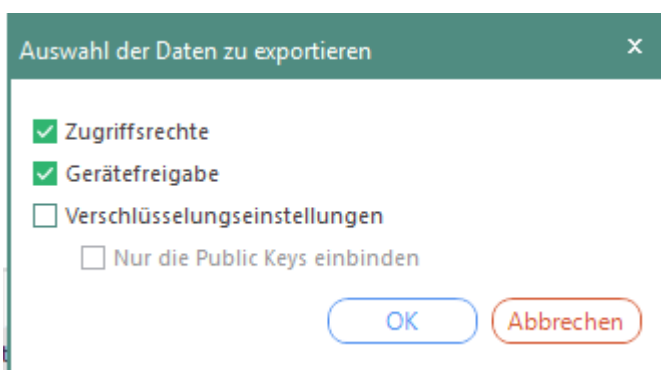 Auswahl der Daten zu exportieren x
Zugriffsrechte
Gerätefreigabe
Verschlüsselungseinstellungen
Nur die Public Keys einbinden
OK Abbrechen